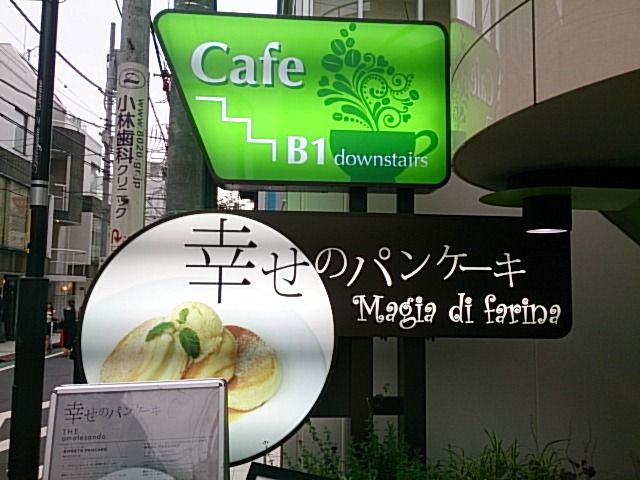 Cafe
B1 downstairs
幸せのパンケーキ
Magia di farina
小林歯科クリニック
幸せのパンケーキ
THE
omotesando